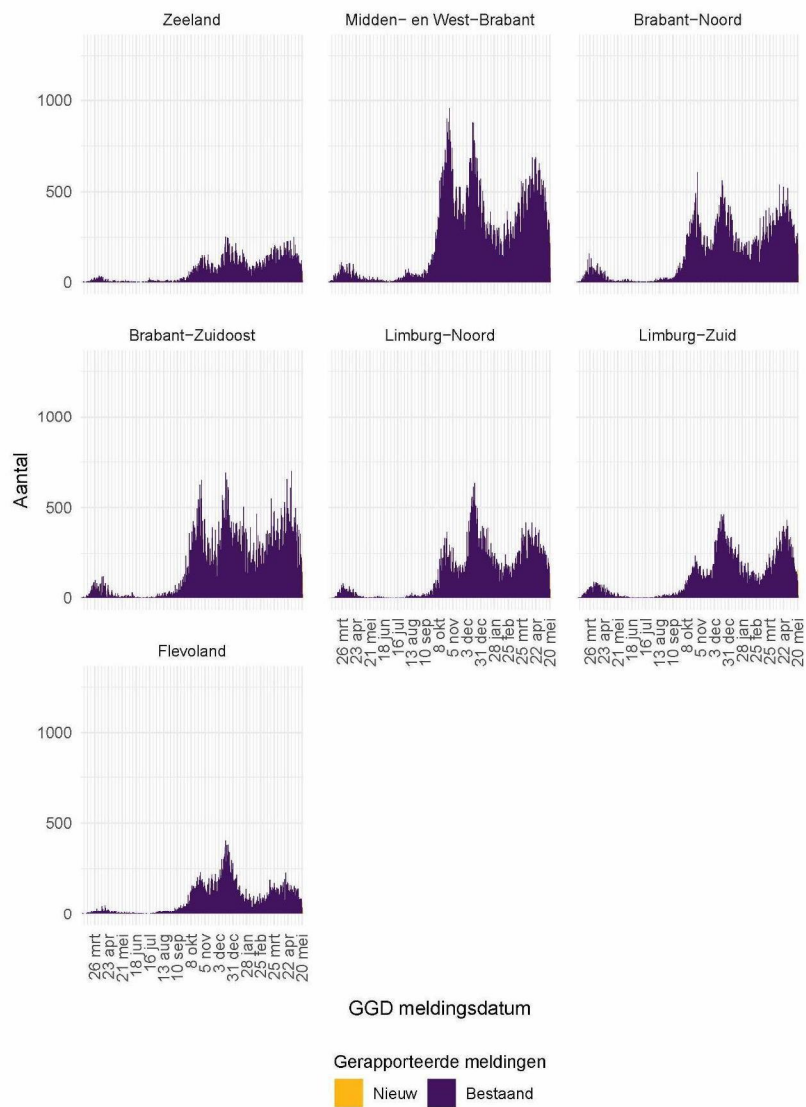 Zeeland
Midden- en West-Brabant
Brabant-Noord
1000
500
0
Brabant-Zuidoost
Limburg-Noord
Limburg-Zuid
Aantal
1000
500
0
26 mrt
23 apr
21 mei
18 jun
16 jul
13 aug
10 sep
8 okt
5 nov
3 dec
31 dec
28 jan
25 feb
25 mrt
22 apr
20 mei
26 mrt
23 apr
21 mei
18 jun
16 jul
13 aug
10 sep
8 okt
5 nov
3 dec
31 dec
28 jan
25 feb
25 mrt
22 apr
20 mei
Flevoland
1000
500
0
26 mrt
23 apr
21 mei
18 jun
16 jul
13 aug
10 sep
8 okt
5 nov
3 dec
31 dec
28 jan
25 feb
25 mrt
22 apr
20 mei
GGD meldingsdatum
Gerapporteerde meldingen
Nieuw
Bestaand